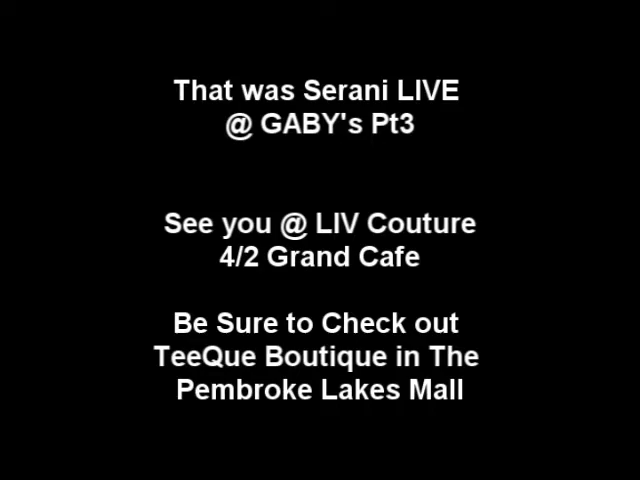 That was Serani LIVE
@ GABY's Pt3
See you @ LIV Couture
4/2 Grand Cafe
Be Sure to Check out
TeeQue Boutique in The
Pembroke Lakes Mall